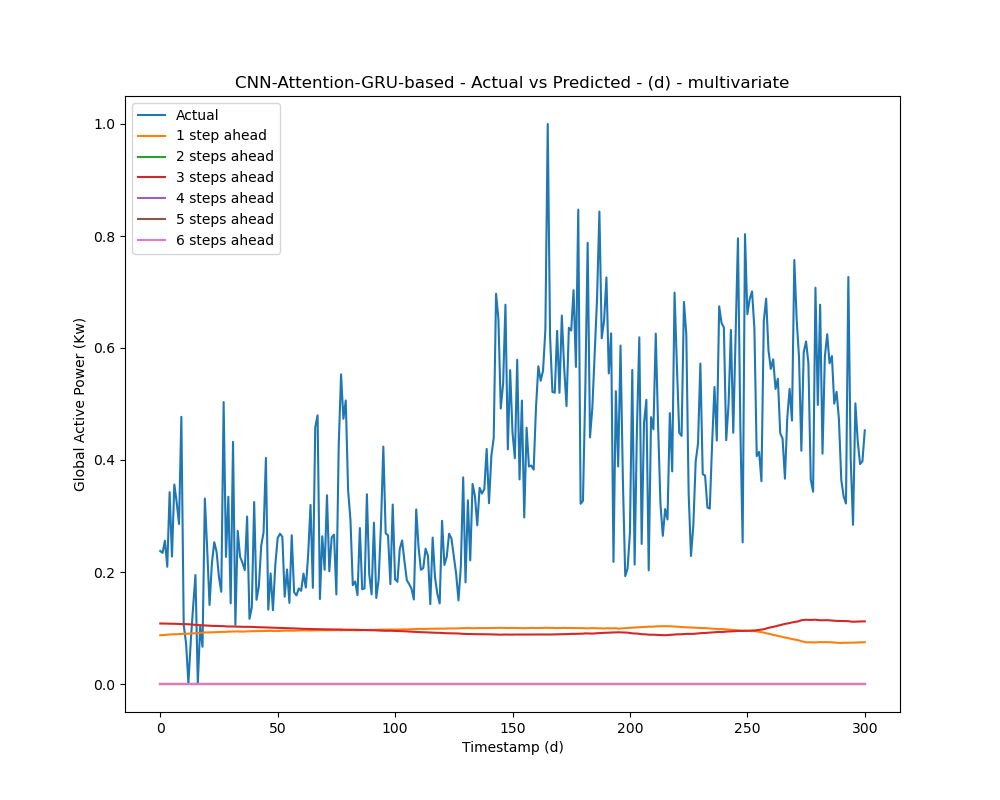 CNN-Attention-GRU-based - Actual vs Predicted - (d) - multivariate
Actual
1 step ahead
2 steps ahead
3 steps ahead
4 steps ahead
5 steps ahead
6 steps ahead
Global Active Power (Kw)
1.0
0.8
0.6
0.4
0.2
0.0
0
50
100
150
200
250
300
Timestamp (d)